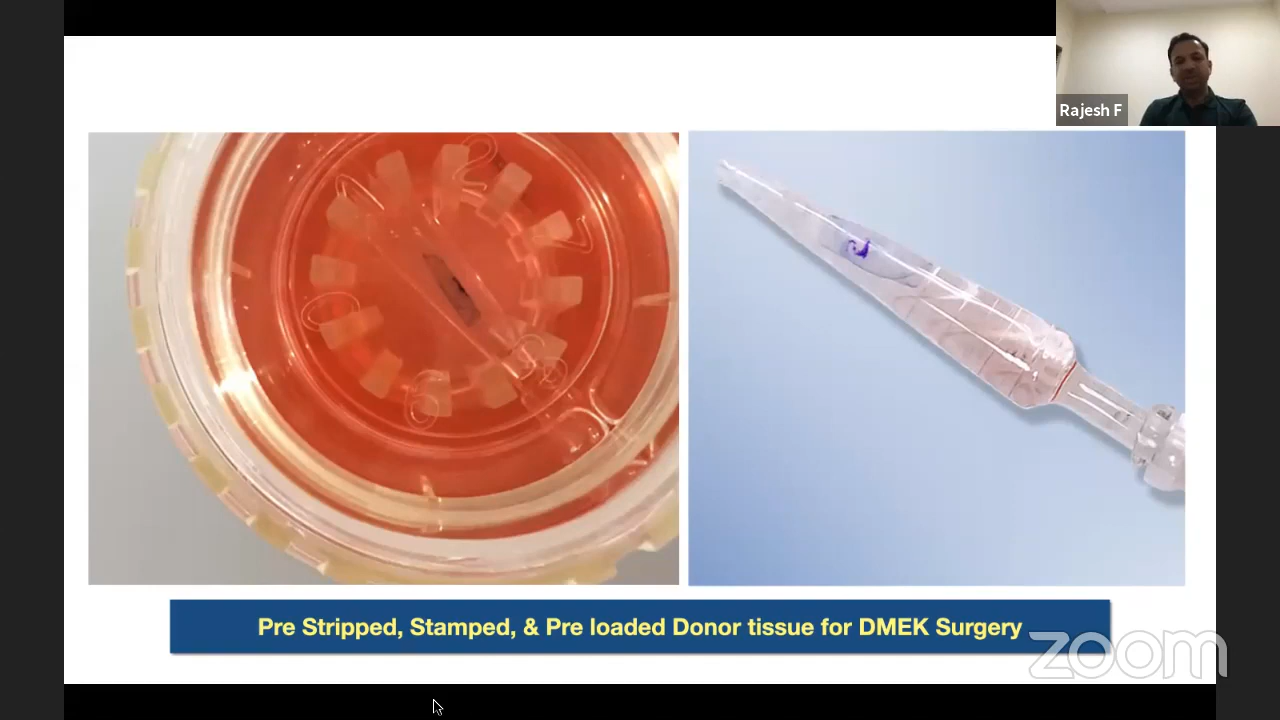 Rajesh F
Pre Stripped, Stamped, & Pre loaded Donor tissue for DMEK Surgery
zoom